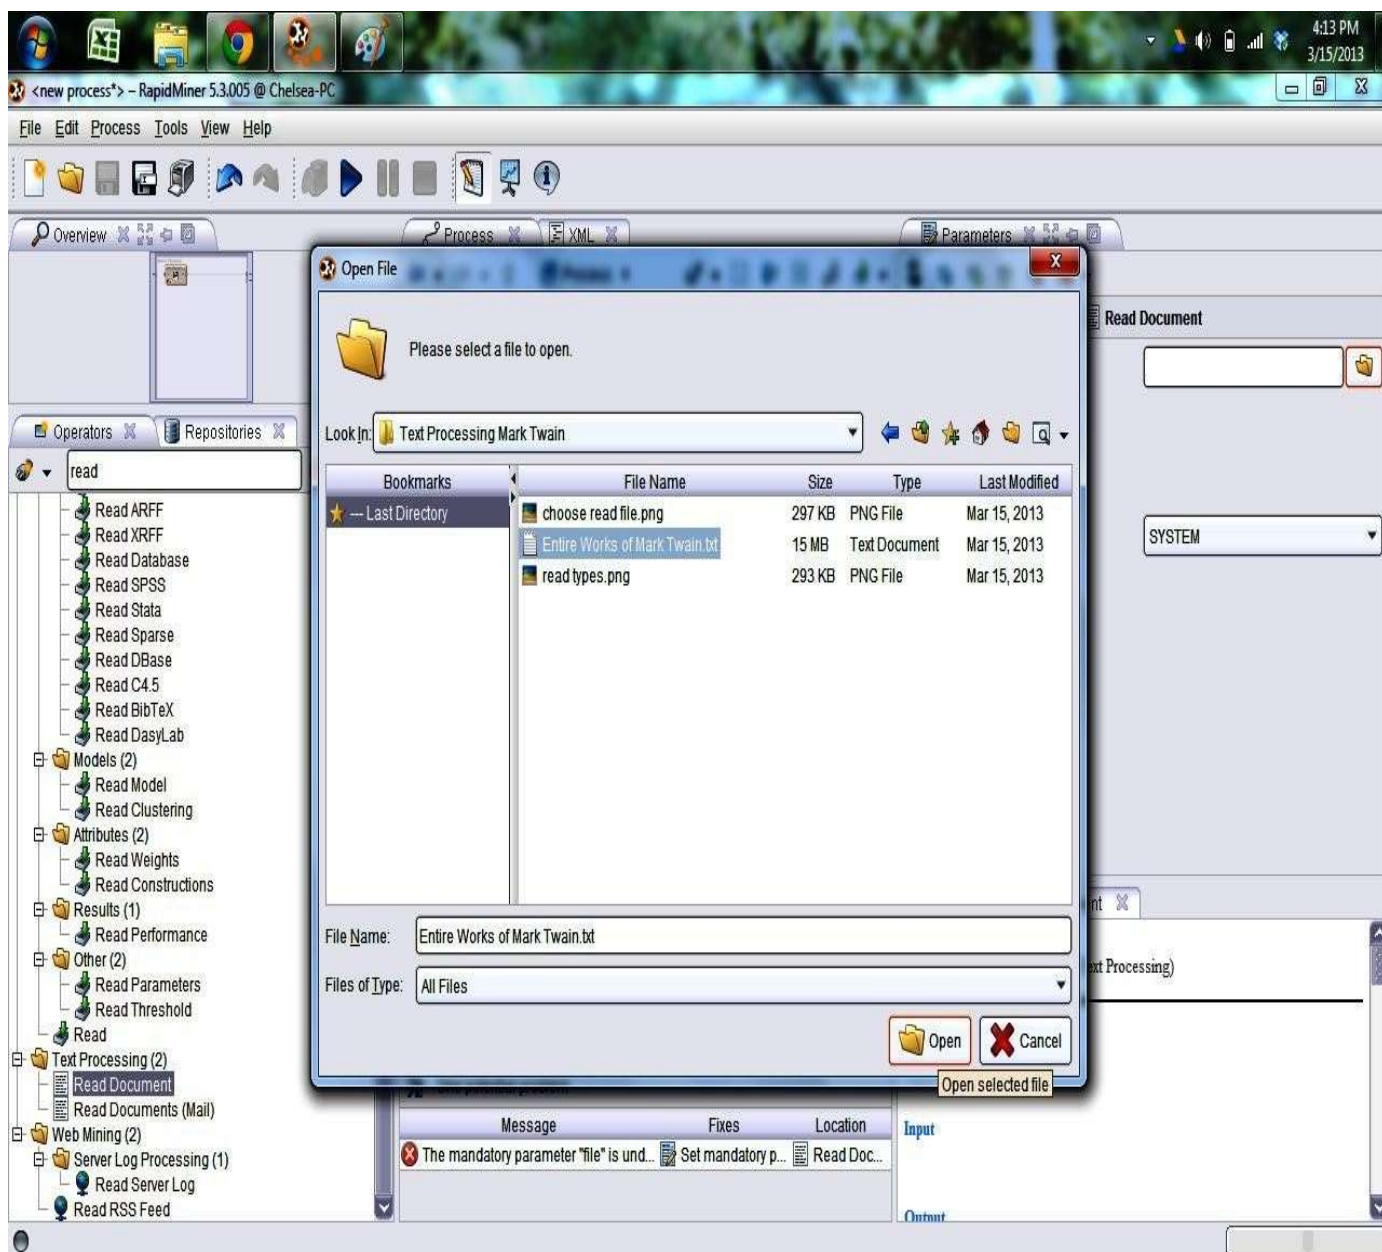 4:13 PM
3/15/2013
<new process*> – RapidMiner 5.3.005 @ Chelsea-PC
File Edit Process Tools View Help
Overview
Process
XML
Parameters
Open File
Please select a file to open.
Read Document
Operators
Repositories
read
Look In: Text Processing Mark Twain
Bookmarks File Name Size Type Last Modified
--- Last Directory
choose read file.png 297 KB PNG File Mar 15, 2013
Entire Works of Mark Twain.txt 15 MB Text Document Mar 15, 2013
read types.png 293 KB PNG File Mar 15, 2013
SYSTEM
Read ARFF
Read XRFF
Read Database
Read SPSS
Read Stata
Read Sparse
Read DBase
Read C4.5
Read BibTeX
Read DasyLab
Models (2)
Read Model
Read Clustering
Attributes (2)
Read Weights
Read Constructions
Results (1)
Read Performance
Other (2)
Read Parameters
Read Threshold
Read
Text Processing (2)
Read Document
Read Documents (Mail)
Web Mining (2)
Server Log Processing (1)
Read Server Log
Read RSS Feed
File Name: Entire Works of Mark Twain.txt
Files of Type: All Files
Open Cancel
Open selected file
nt
ext Processing)
Message Fixes Location
The mandatory parameter "file" is und... Set mandatory p... Read Doc...
Input
Output